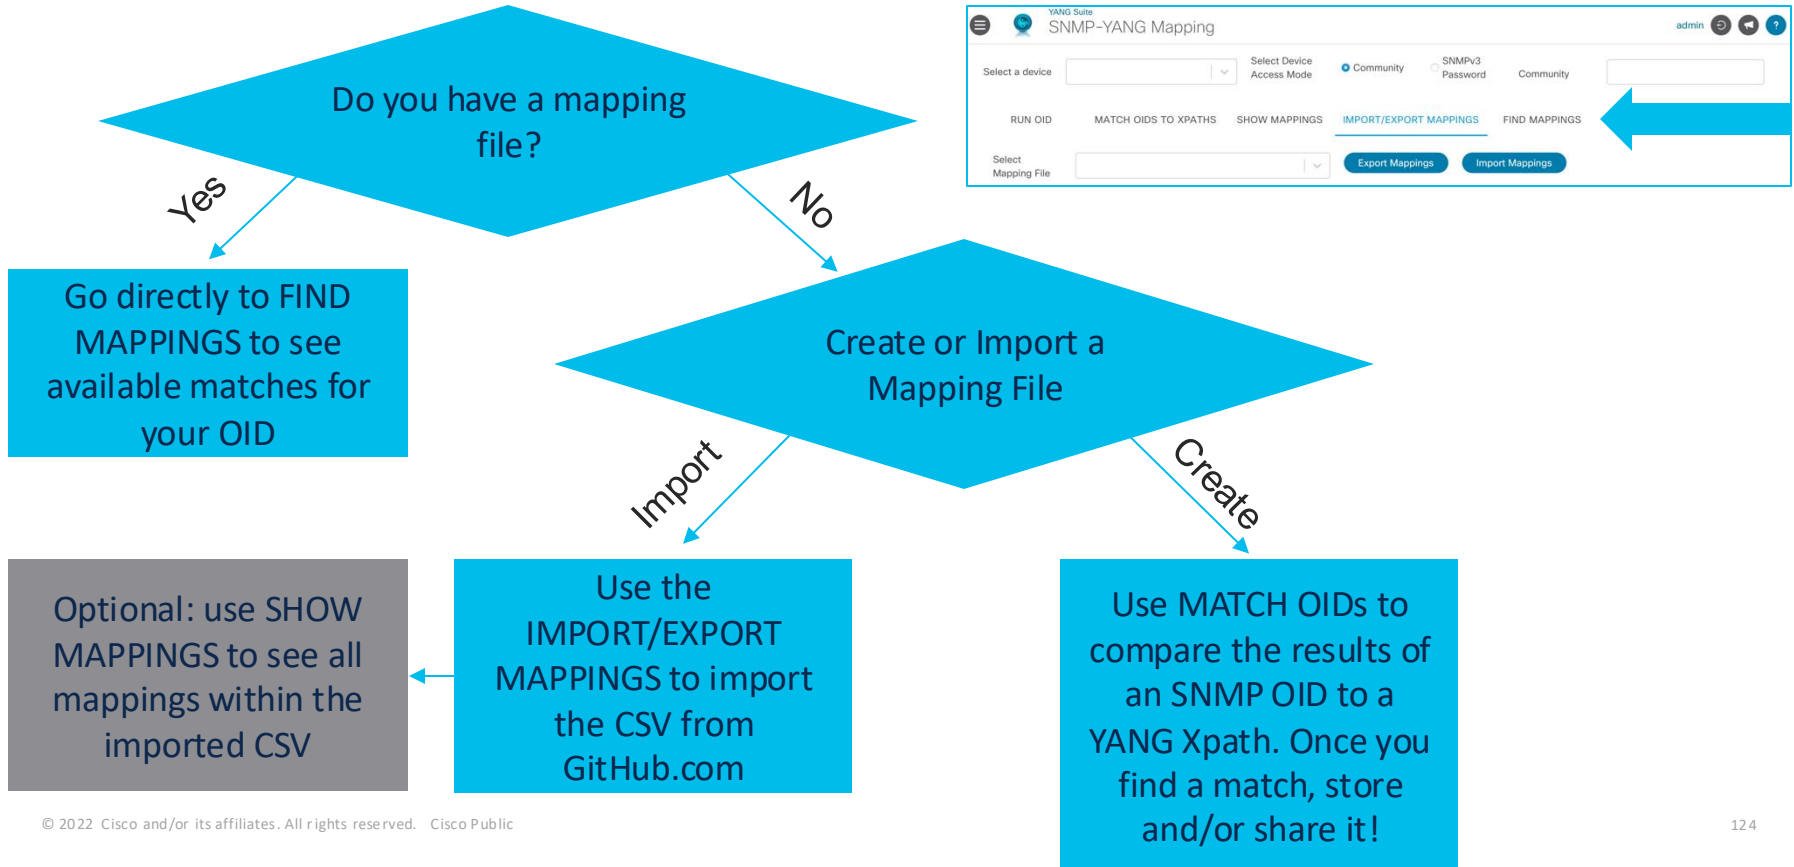 Do you have a mapping
file?
YANG Suite
SNMP-YANG Mapping
admin
?
Select a device
Select Device
Access Mode
Community
SNMPv3
Password
Community
RUN OID
MATCH OIDS TO XPATHS
SHOW MAPPINGS
IMPORT/EXPORT MAPPINGS
FIND MAPPINGS
Select
Mapping File
Export Mappings
Import Mappings
Yes
No
Go directly to FIND
MAPPINGS to see
available matches for
your OID
Create or Import a
Mapping File
Import
Create
Optional: use SHOW
MAPPINGS to see all
mappings within the
imported CSV
Use the
IMPORT/EXPORT
MAPPINGS to import
the CSV from
GitHub.com
Use MATCH OIDs to
compare the results of
an SNMP OID to a
YANG Xpath. Once you
find a match, store
and/or share it!
© 2022 Cisco and/or its affiliates. All rights reserved. Cisco Public
124